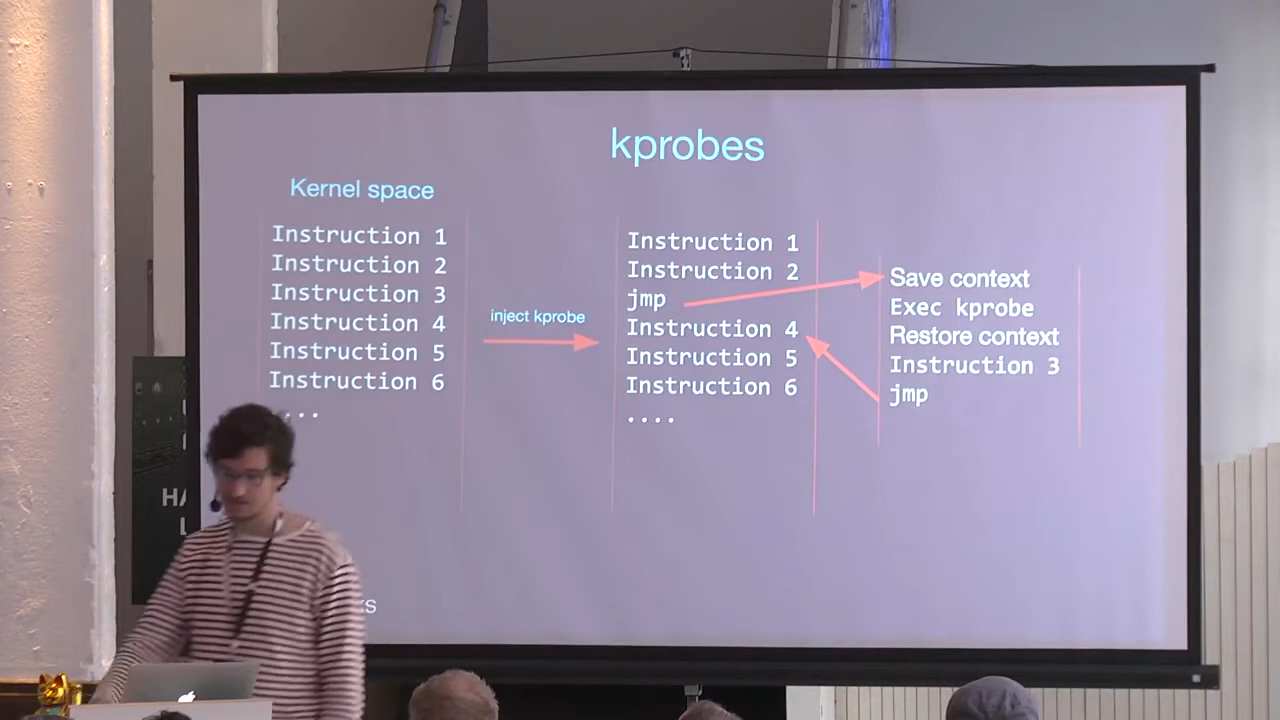 kprobes
Kernel space
Instruction 1
Instruction 2
Instruction 3
Instruction 4
Instruction 5
Instruction 6
....
inject kprobe
Instruction 1
Instruction 2
jmp
Instruction 4
Instruction 5
Instruction 6
....
Save context
Exec kprobe
Restore context
Instruction 3
jmp